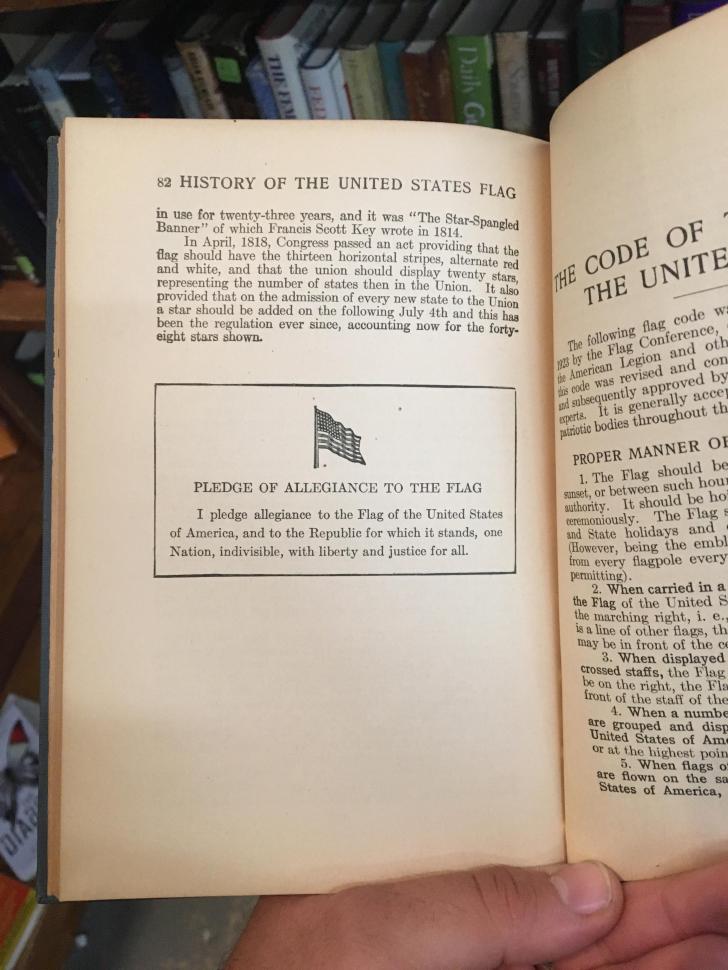 82 HISTORY OF THE UNITED STATES FLAG
in use for twenty-three years, and it was "The Star-Spangled
Banner" of which Francis Scott Key wrote in 1814.
In April, 1818, Congress passed an act providing that the
flag should have the thirteen horizontal stripes, alternate red
and white, and that the union should display twenty stars,
representing the number of states then in the Union. It also
provided that on the admission of every new state to the Union
a star should be added on the following July 4th and this has
been the regulation ever since, accounting now for the forty-
eight stars shown.
PLEDGE OF ALLEGIANCE TO THE FLAG
I pledge allegiance to the Flag of the United States
of America, and to the Republic for which it stands, one
Nation, indivisible, with liberty and justice for all.
THE CODE OF
THE UNITE
The following flag code
1923 by the Flag Conference,
the American Legion and oth
this code was revised and con
and subsequently approved by
experts. It is generally accep
patriotic bodies throughout th
PROPER MANNER OF
1. The Flag should be
sunset, or between such hour
authority. It should be ho
ceremoniously. The Flag s
and State holidays and
(However, being the embl
from every flagpole every
permitting).
2. When carried in a
the Flag of the United S
the marching right, i. e.,
is a line of other flags, th
may be in front of the ce
3. When displayed
crossed staffs, the Flag
be on the right, the Fla
front of the staff of the
4. When a numbe
are grouped and disp
United States of Ame
or at the highest poin
5. When flags o
are flown on the sa
States of America,
Daily G